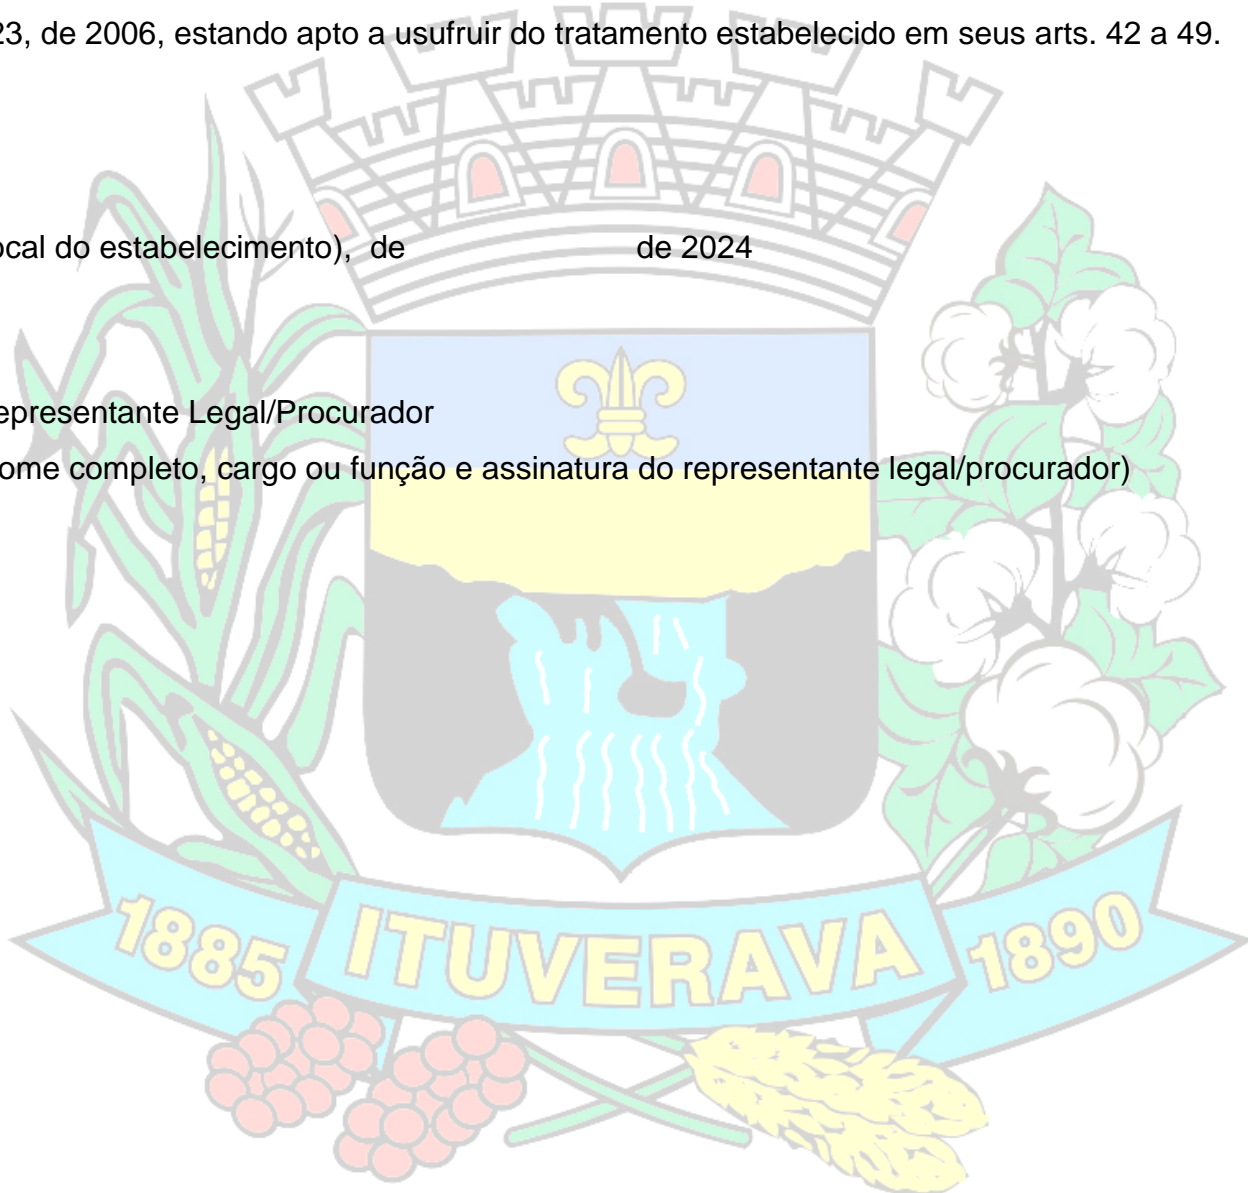 23, de 2006, estando apto a usufruir do tratamento estabelecido em seus arts. 42 a 49.
ocal do estabelecimento), de de 2024
epresentante Legal/Procurador
ome completo, cargo ou função e assinatura do representante legal/procurador)
1885 ITUVERAVA 1890